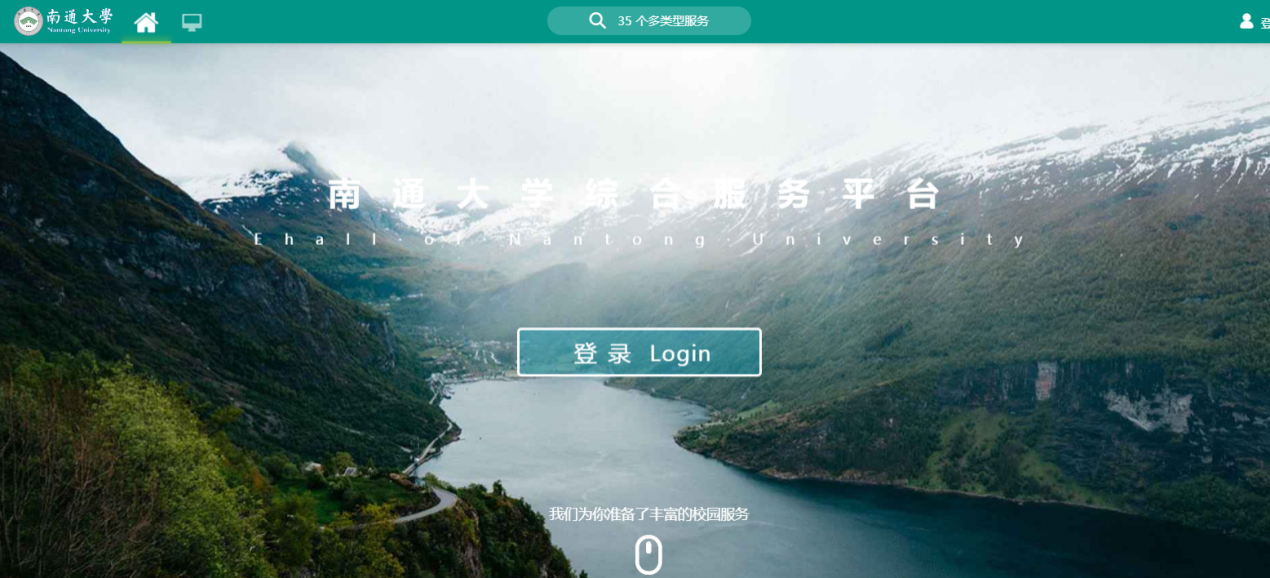 南通大學
Nantong University
35 个多类型服务
登
南通大学综合服务平台
Ehall·of·Nantong·University
登录 Login
我们为你准备了丰富的校园服务